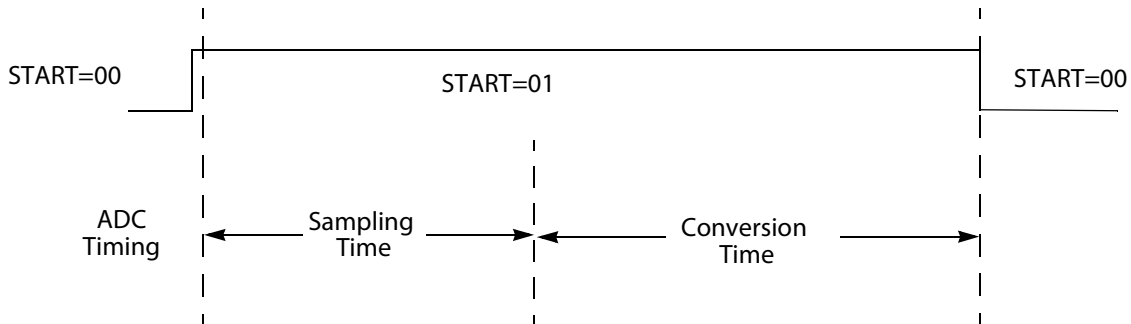 START=00
START=01
START=00
ADC
Timing
Sampling
Time
Conversion
Time